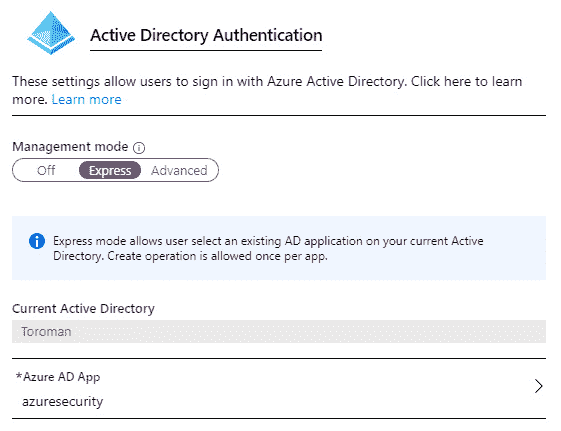 Active Directory Authentication
These settings allow users to sign in with Azure Active Directory. Click here to learn
more. Learn more
Management mode
Off Express Advanced
Express mode allows user select an existing AD application on your current Active
Directory. Create operation is allowed once per app.
Current Active Directory
Toroman
*Azure AD App
azuresecurity